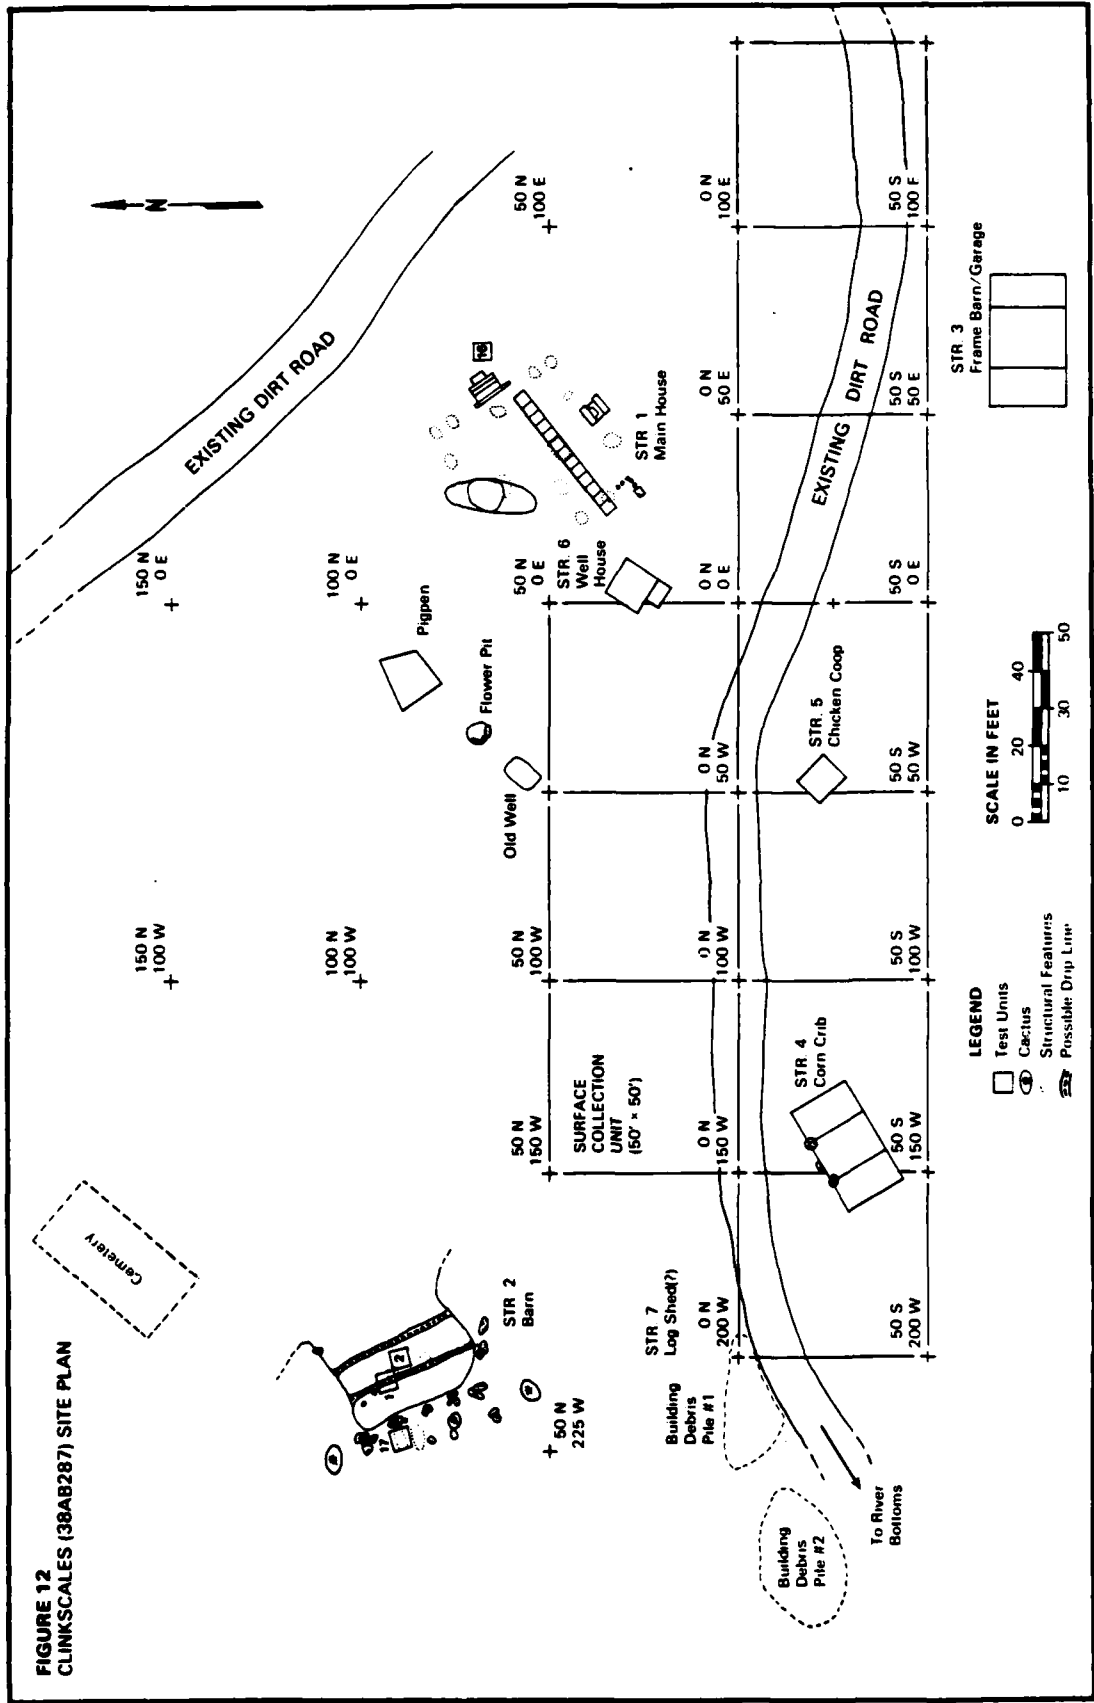 FIGURE 12
CLINKSCALES (38AB287) SITE PLAN
Cemetery
N
EXISTING DIRT ROAD
150 N
100 W
150 N
0 E
100 N
100 W
100 N
0 E
Pigpen
Flower Pit
Old Well
STR 2
Barn
1
2
17
50 N
225 W
50 N
150 W
50 N
100 W
50 N
0 E
50 N
100 E
16
STR. 6
Well
House
STR 1
Main House
SURFACE
COLLECTION
UNIT
(50' × 50')
STR 7
Log Shed(?)
Building
Debris
Pile #1
Building
Debris
Pile #2
To River
Bottoms
0 N
200 W
0 N
150 W
0 N
100 W
0 N
50 W
0 N
0 E
0 N
50 E
0 N
100 E
EXISTING DIRT ROAD
STR. 4
Corn Crib
STR. 5
Chicken Coop
50 S
200 W
50 S
150 W
50 S
100 W
50 S
50 W
50 S
0 E
50 S
50 E
50 S
100 E
STR. 3
Frame Barn/Garage
LEGEND
Test Units
Cactus
Structural Features
Possible Drip Line
SCALE IN FEET
0 20 40
10 30 50